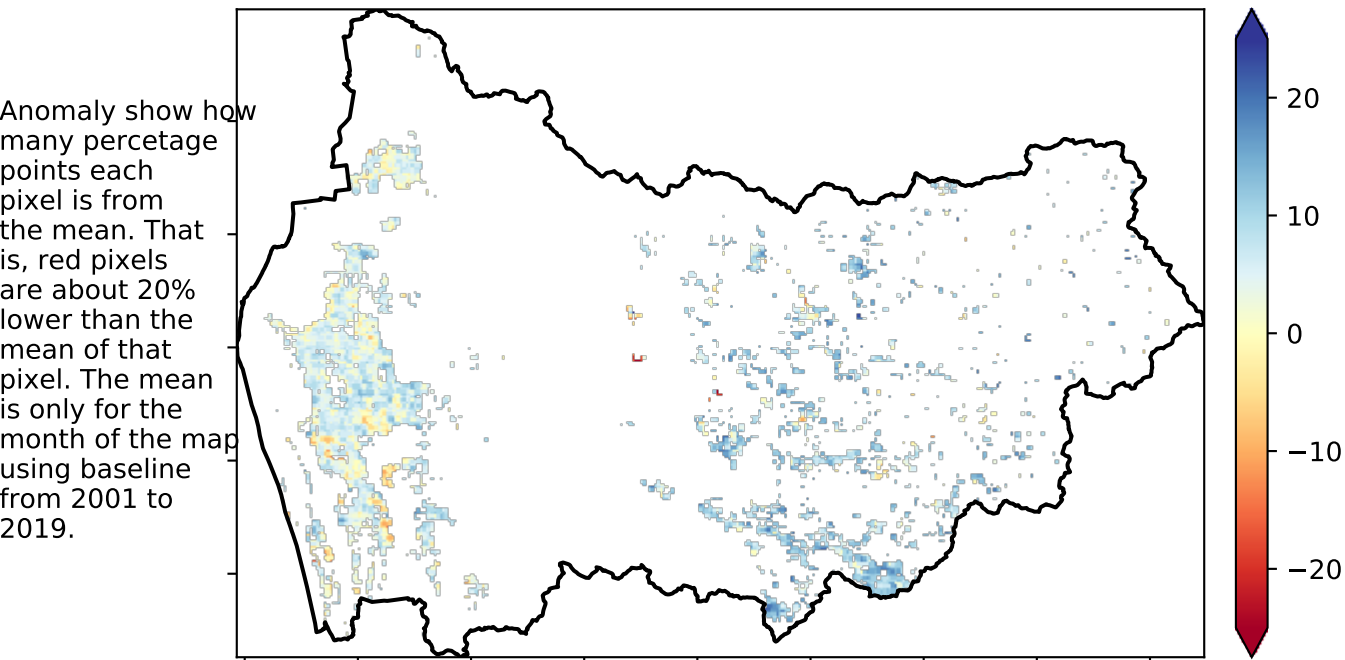 Anomaly show how
many percetage
points each
pixel is from
the mean. That
is, red pixels
are about 20%
lower than the
mean of that
pixel. The mean
is only for the
month of the map
using baseline
from 2001 to
2019.
20
10
0
−10
−20